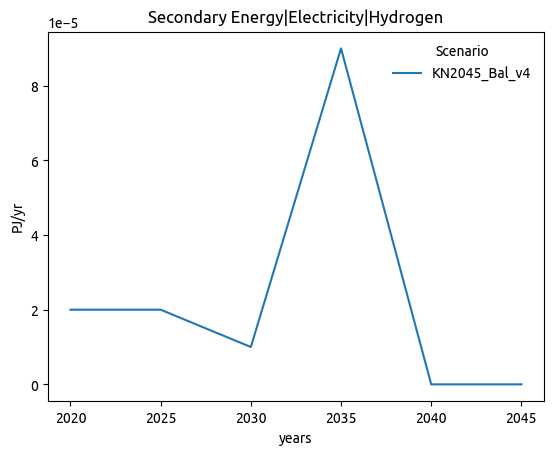 Secondary Energy|Electricity|Hydrogen
1e−5
Scenario
KN2045_Bal_v4
8
6
4
2
0
PJ/yr
2020 2025 2030 2035 2040 2045
years